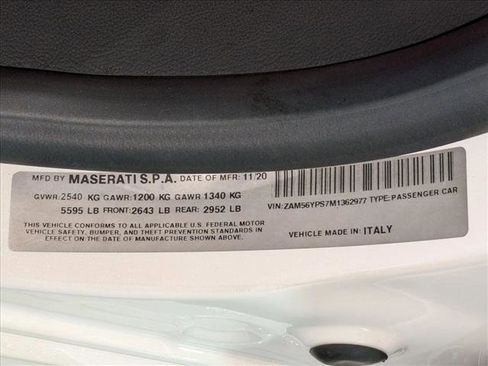 MFD BY MASERATI S.P.A. DATE OF MFR: 11/20
GVWR: 2540 KG GAWR: 1200 KG GAWR 1340 KG
5595 LB FRONT: 2643 LB REAR: 2952 LB
THIS VEHICLE CONFORMS TO ALL APPLICABLE U.S. FEDERAL MOTOR
VEHICLE SAFETY, BUMPER, AND THEFT PREVENTION STANDARDS IN
EFFECT ON THE DATE OF MANUFACTURE SHOWN ABOVE.
VIN: ZAM56YPS7M1362977 TYPE: PASSENGER CAR
VEHICLE MADE IN: ITALY